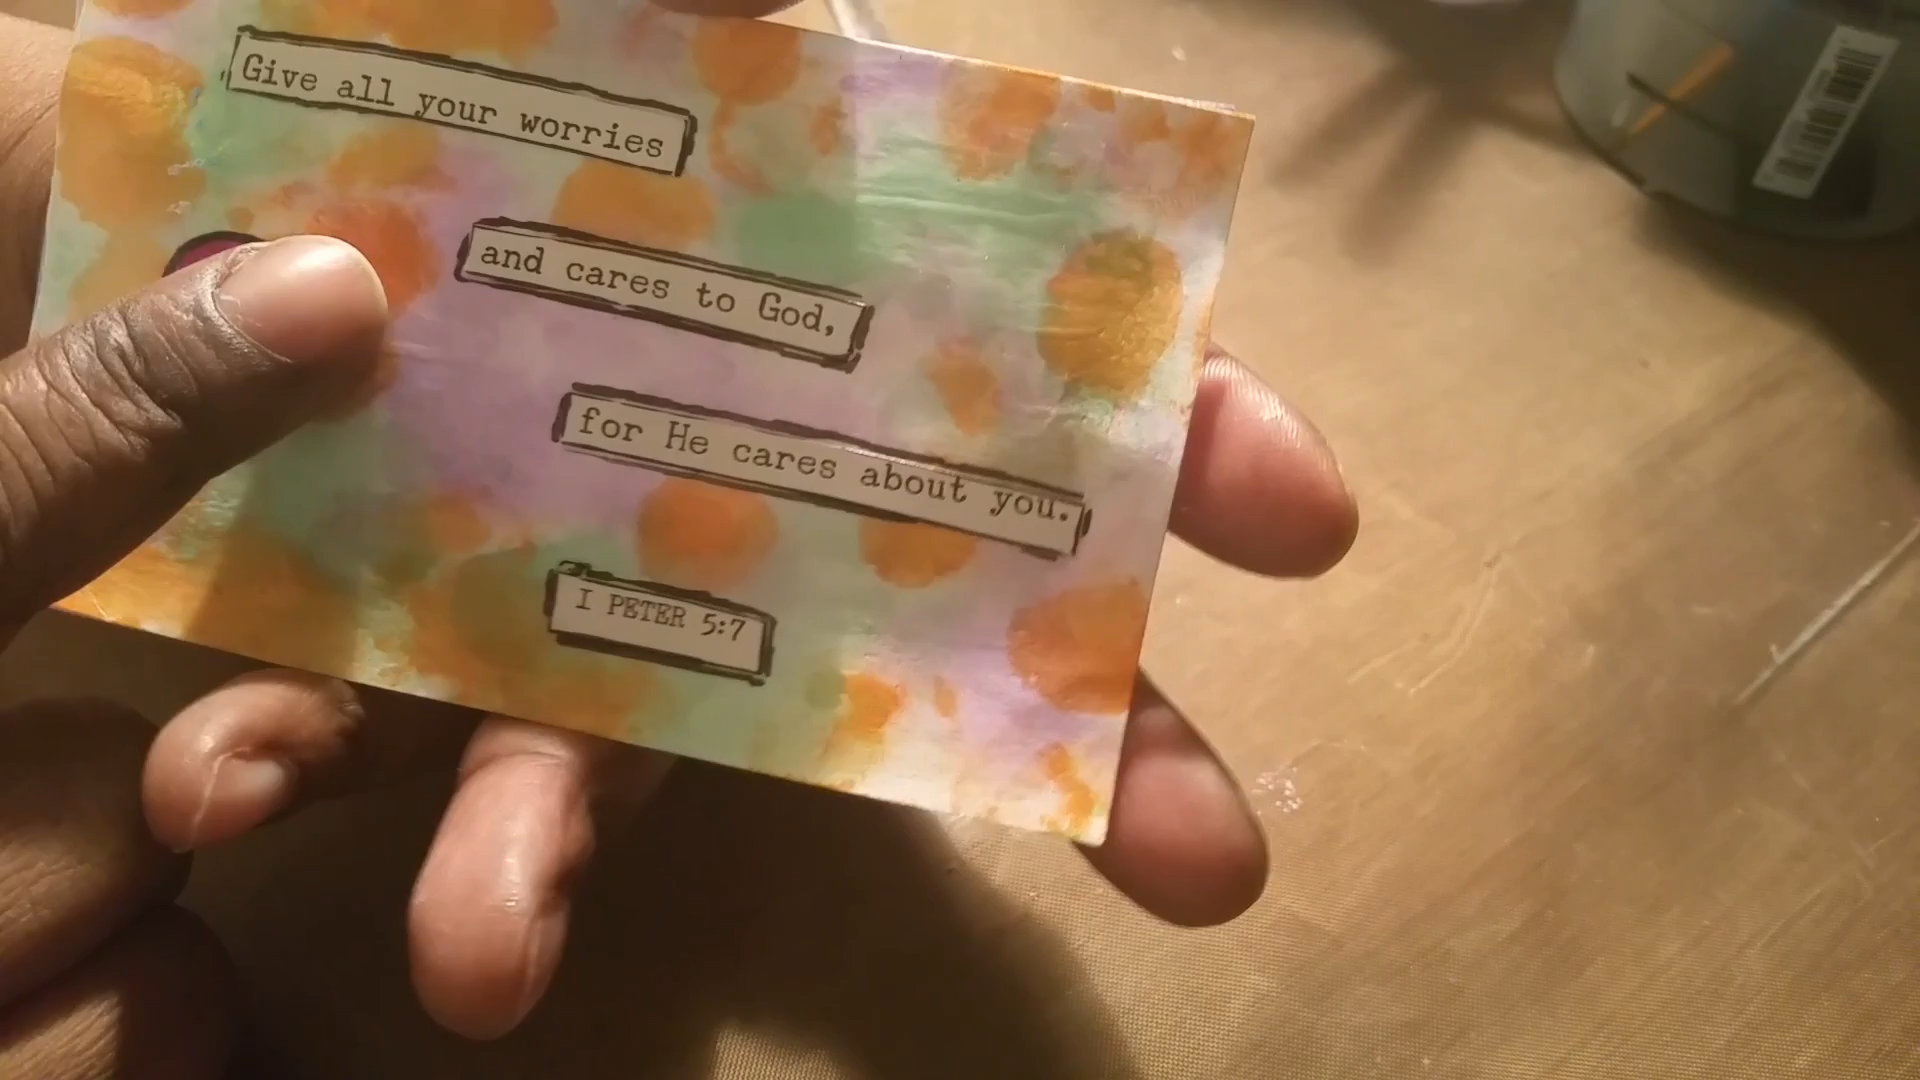 Give all your worries
and cares to God,
for He cares about you.
I PETER 5:7